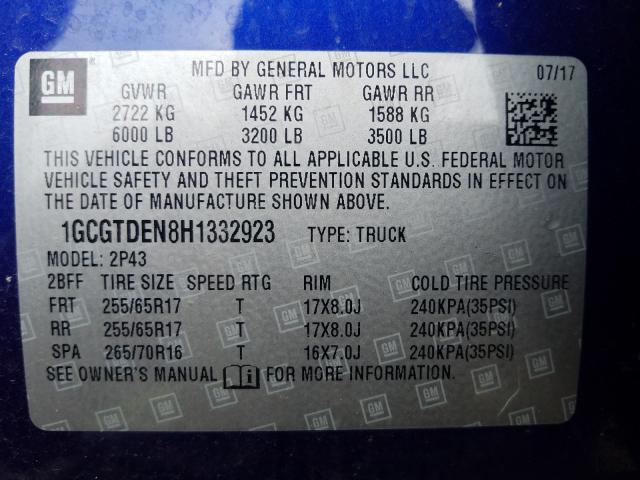 GM MFD BY GENERAL MOTORS LLC 07/17
GVWR GAWR FRT GAWR RR
2722 KG 1452 KG 1588 KG
6000 LB 3200 LB 3500 LB
THIS VEHICLE CONFORMS TO ALL APPLICABLE U.S. FEDERAL MOTOR
VEHICLE SAFETY AND THEFT PREVENTION STANDARDS IN EFFECT ON
THE DATE OF MANUFACTURE SHOWN ABOVE.
1GCGTDEN8H1332923 TYPE: TRUCK
MODEL: 2P43
2BFF TIRE SIZE SPEED RTG RIM COLD TIRE PRESSURE
FRT 255/65R17 T 17X8.0J 240KPA(35PSI)
RR 255/65R17 T 17X8.0J 240KPA(35PSI)
SPA 265/70R16 T 16X7.0J 240KPA(35PSI)
SEE OWNER'S MANUAL i FOR MORE INFORMATION.